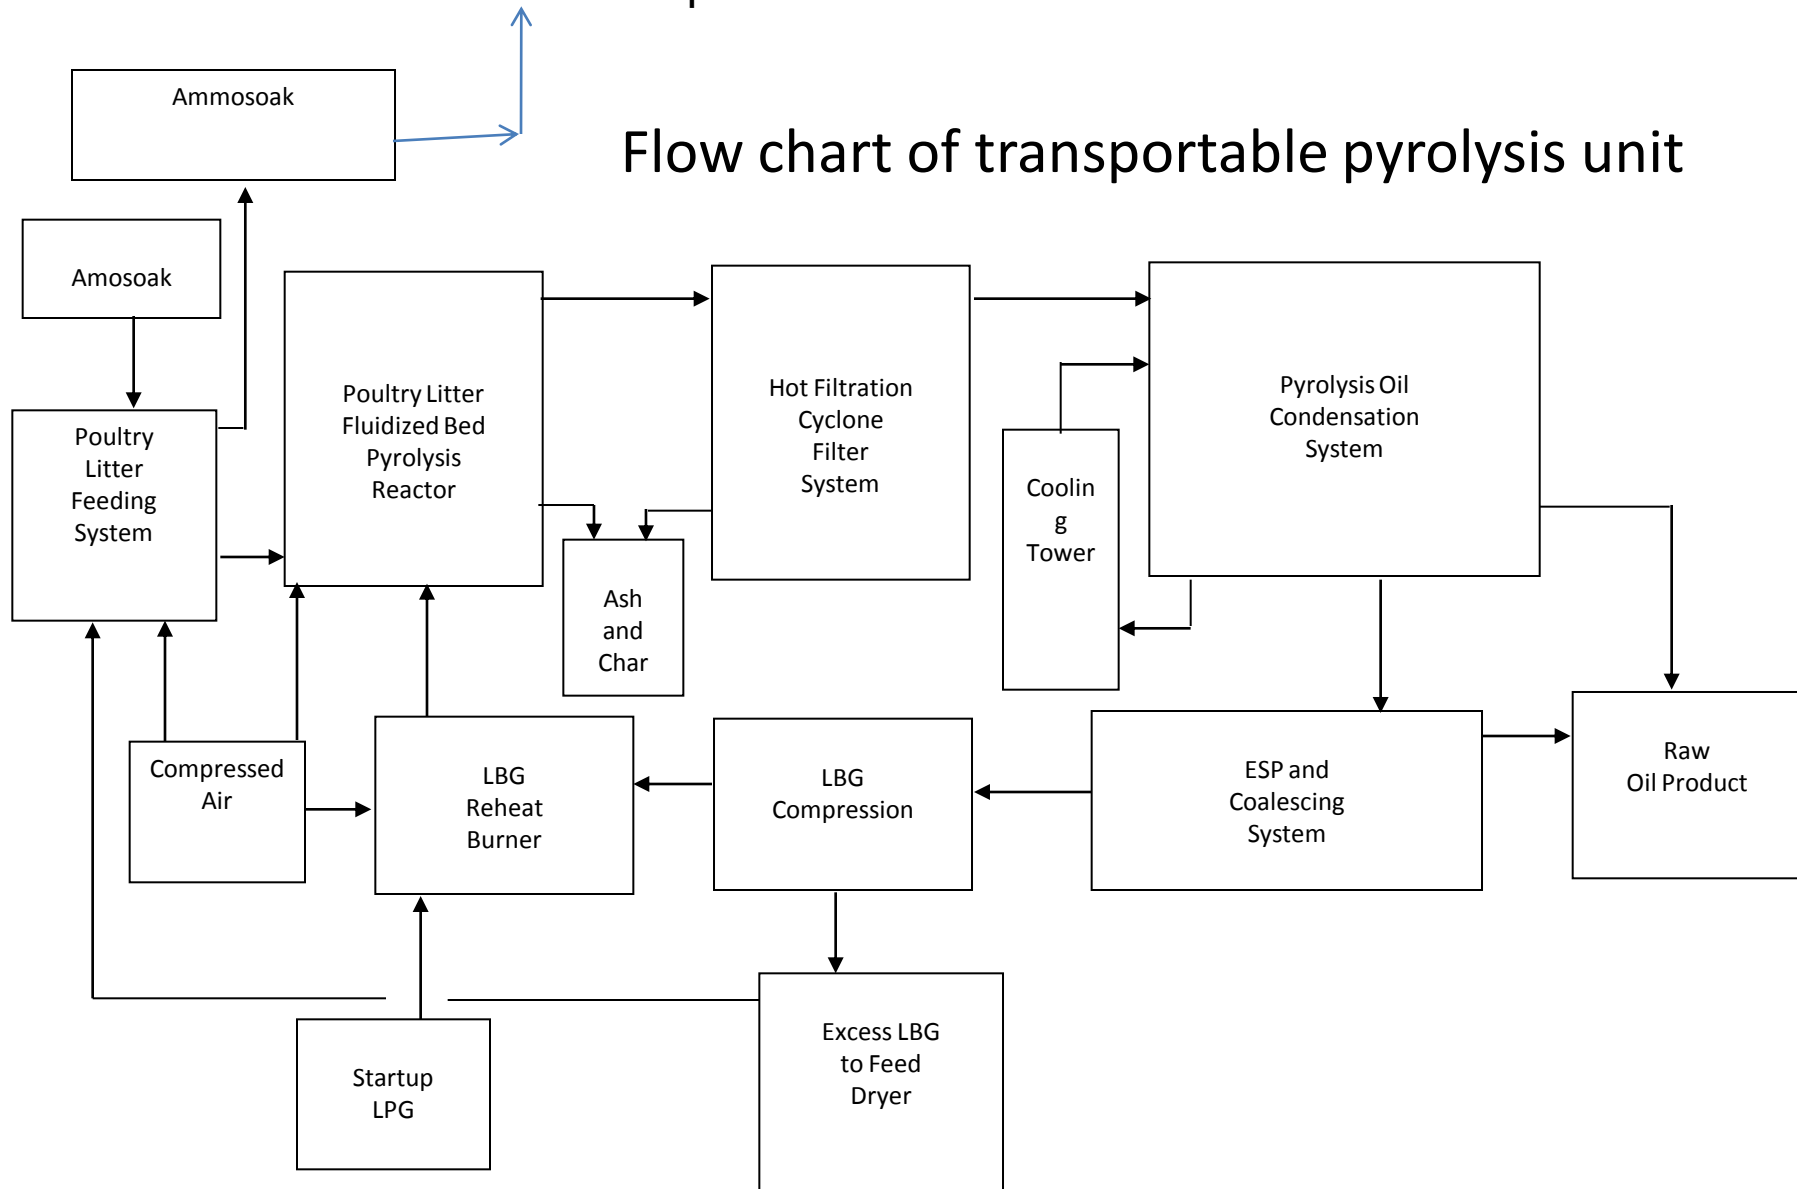 Ammosoak
Flow chart of transportable pyrolysis unit
Amosoak
Poultry
Litter
Feeding
System
Poultry Litter
Fluidized Bed
Pyrolysis
Reactor
Hot Filtration
Cyclone
Filter
System
Pyrolysis Oil
Condensation
System
Coolin
g
Tower
Ash
and
Char
Compressed
Air
LBG
Reheat
Burner
LBG
Compression
ESP and
Coalescing
System
Raw
Oil Product
Startup
LPG
Excess LBG
to Feed
Dryer